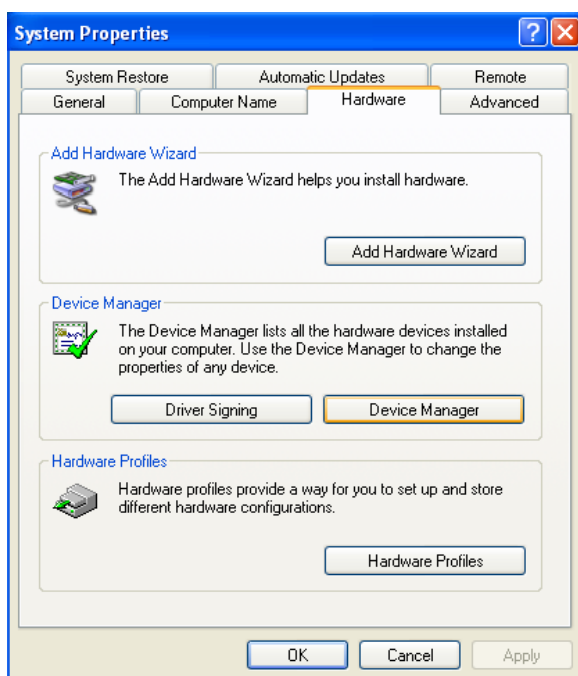 System Properties
System Restore
Automatic Updates
Remote
General
Computer Name
Hardware
Advanced
Add Hardware Wizard
The Add Hardware Wizard helps you install hardware.
Add Hardware Wizard
Device Manager
The Device Manager lists all the hardware devices installed
on your computer. Use the Device Manager to change the
properties of any device.
Driver Signing
Device Manager
Hardware Profiles
Hardware profiles provide a way for you to set up and store
different hardware configurations.
Hardware Profiles
OK
Cancel
Apply